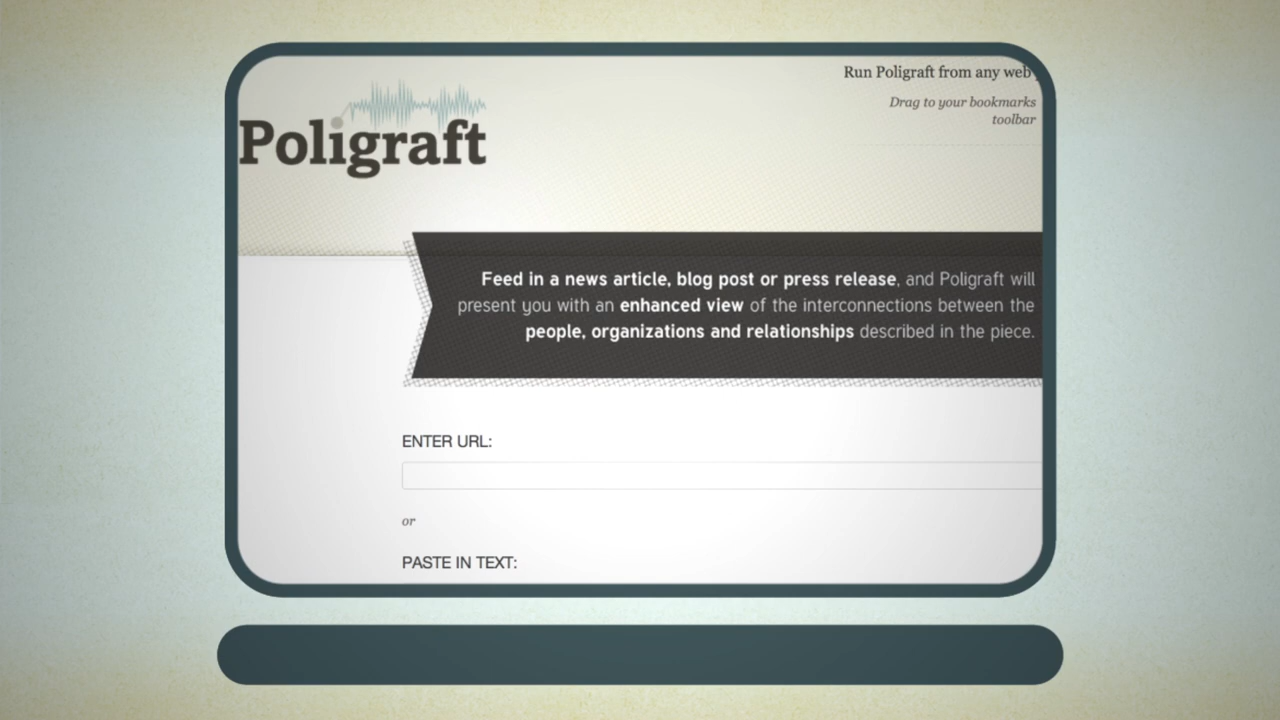 Run Poligraft from any web
Drag to your bookmarks
toolbar
Poligraft
Feed in a news article, blog post or press release, and Poligraft will
present you with an enhanced view of the interconnections between the
people, organizations and relationships described in the piece.
ENTER URL:
or
PASTE IN TEXT: